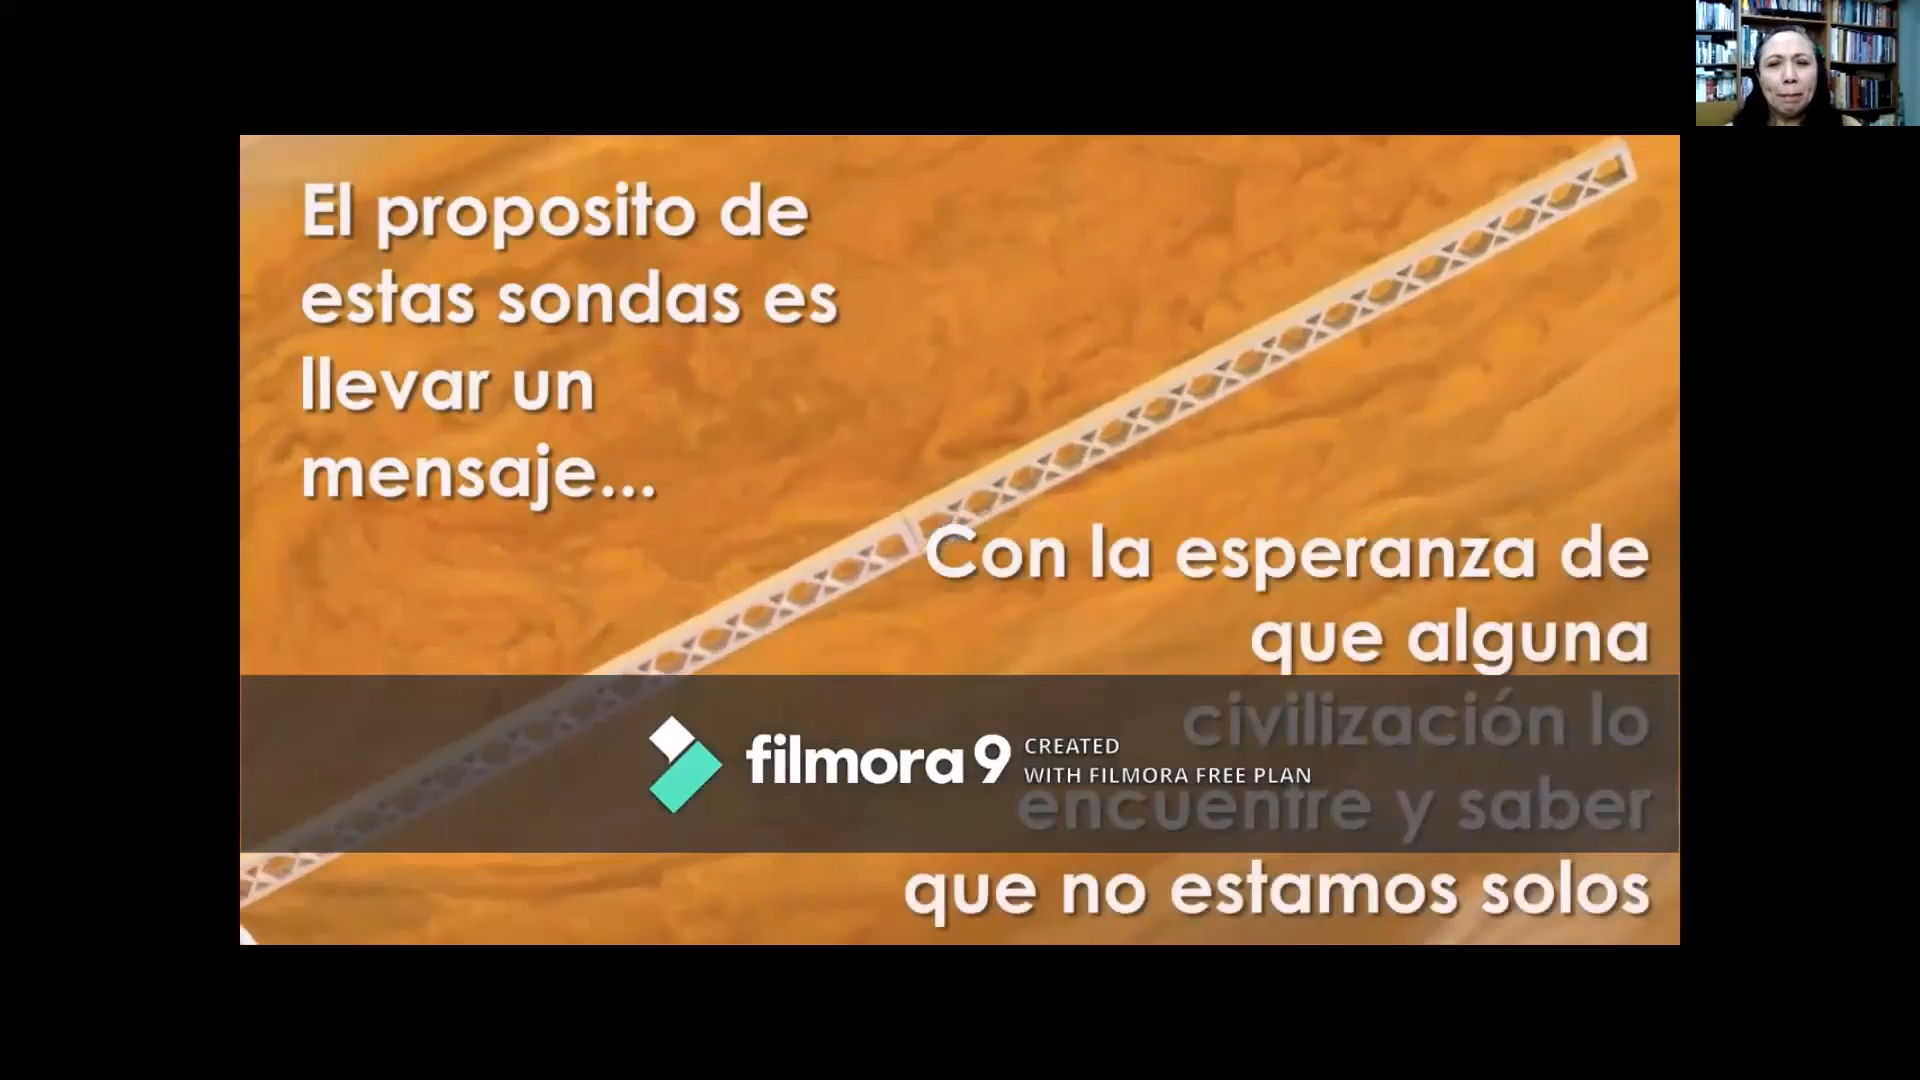 El proposito de
estas sondas es
llevar un
mensaje...
Con la esperanza de
que alguna
civilización lo
encuentre y saber
que no estamos solos
filmora 9
CREATED
WITH FILMORA FREE PLAN